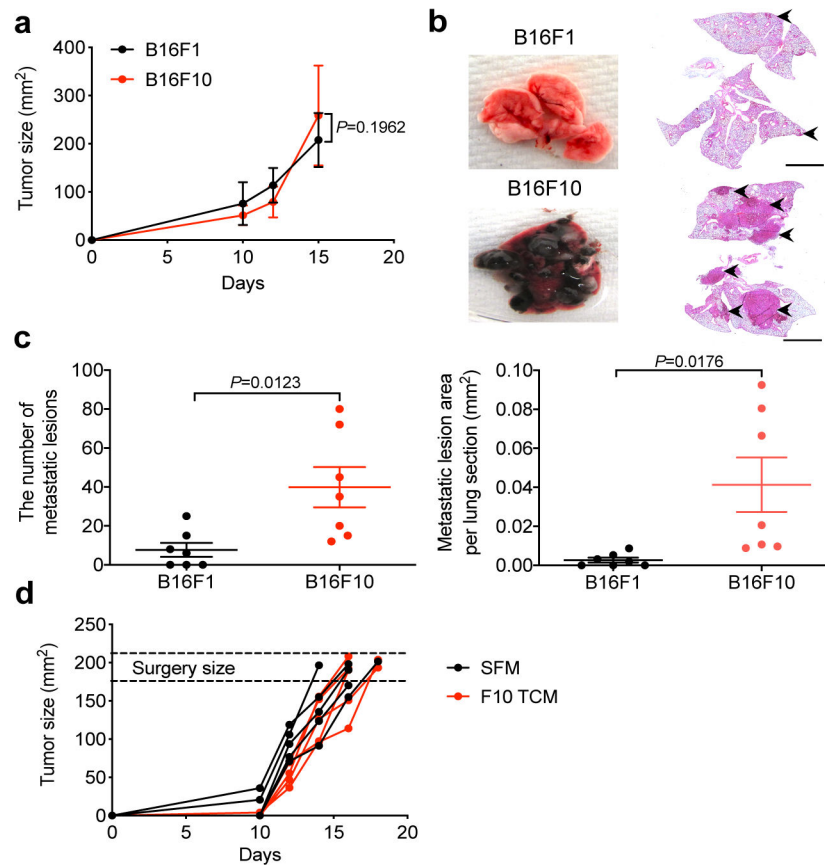 a
B16F1
B16F10
Tumor size (mm²)
400
300
200
100
0
P=0.1962
0 5 10 15 20
Days
b
B16F1
B16F10
c
The number of
metastatic lesions
100
80
60
40
20
0
P=0.0123
B16F1 B16F10
Metastatic lesion area
per lung section (mm²)
0.10
0.08
0.06
0.04
0.02
0.00
P=0.0176
B16F1 B16F10
d
Tumor size (mm²)
250
200
150
100
50
0
Surgery size
0 5 10 15 20
Days
SFM
F10 TCM